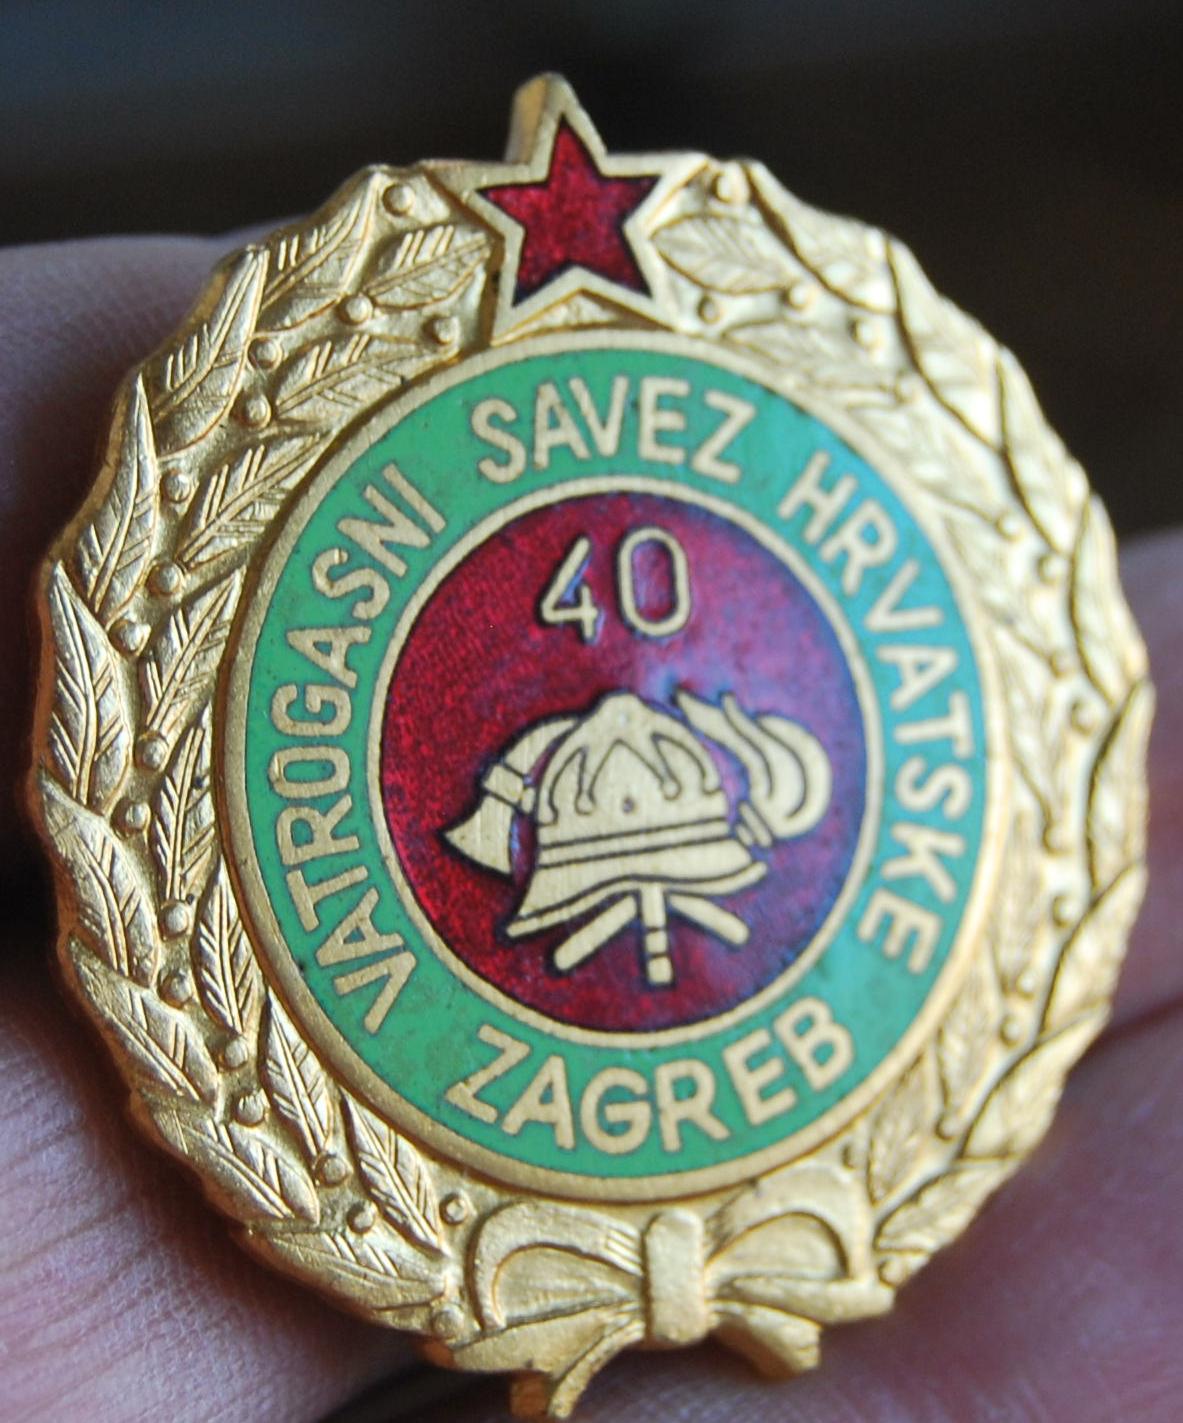 VATROGASNI SAVEZ HRVATSKE
40
ZAGREB